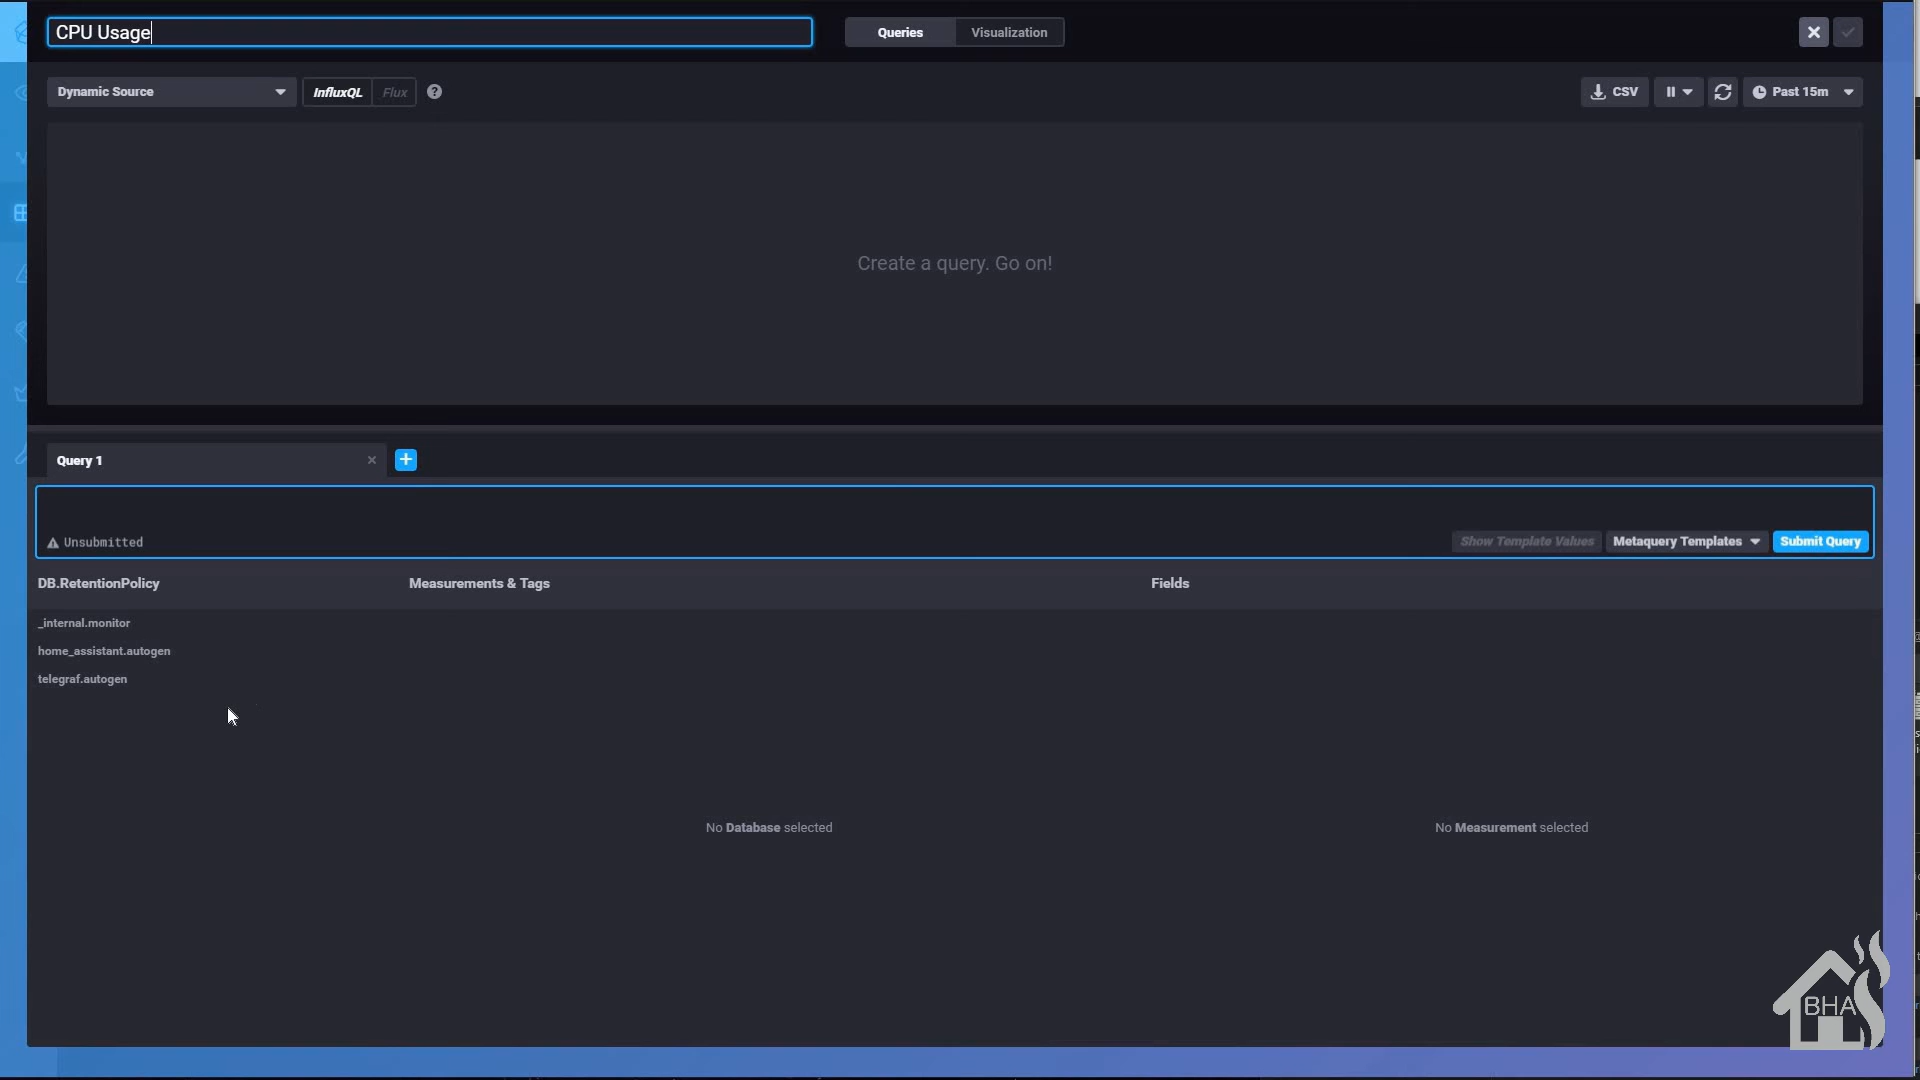 CPU Usage
Queries
Visualization
Dynamic Source
InfluxQL
Flux
CSV
Past 15m
Create a query. Go on!
Query 1
Unsubmitted
Show Template Values
Metaquery Templates
Submit Query
DB.RetentionPolicy
Measurements & Tags
Fields
_internal.monitor
home_assistant.autogen
telegraf.autogen
No Database selected
No Measurement selected
BHA